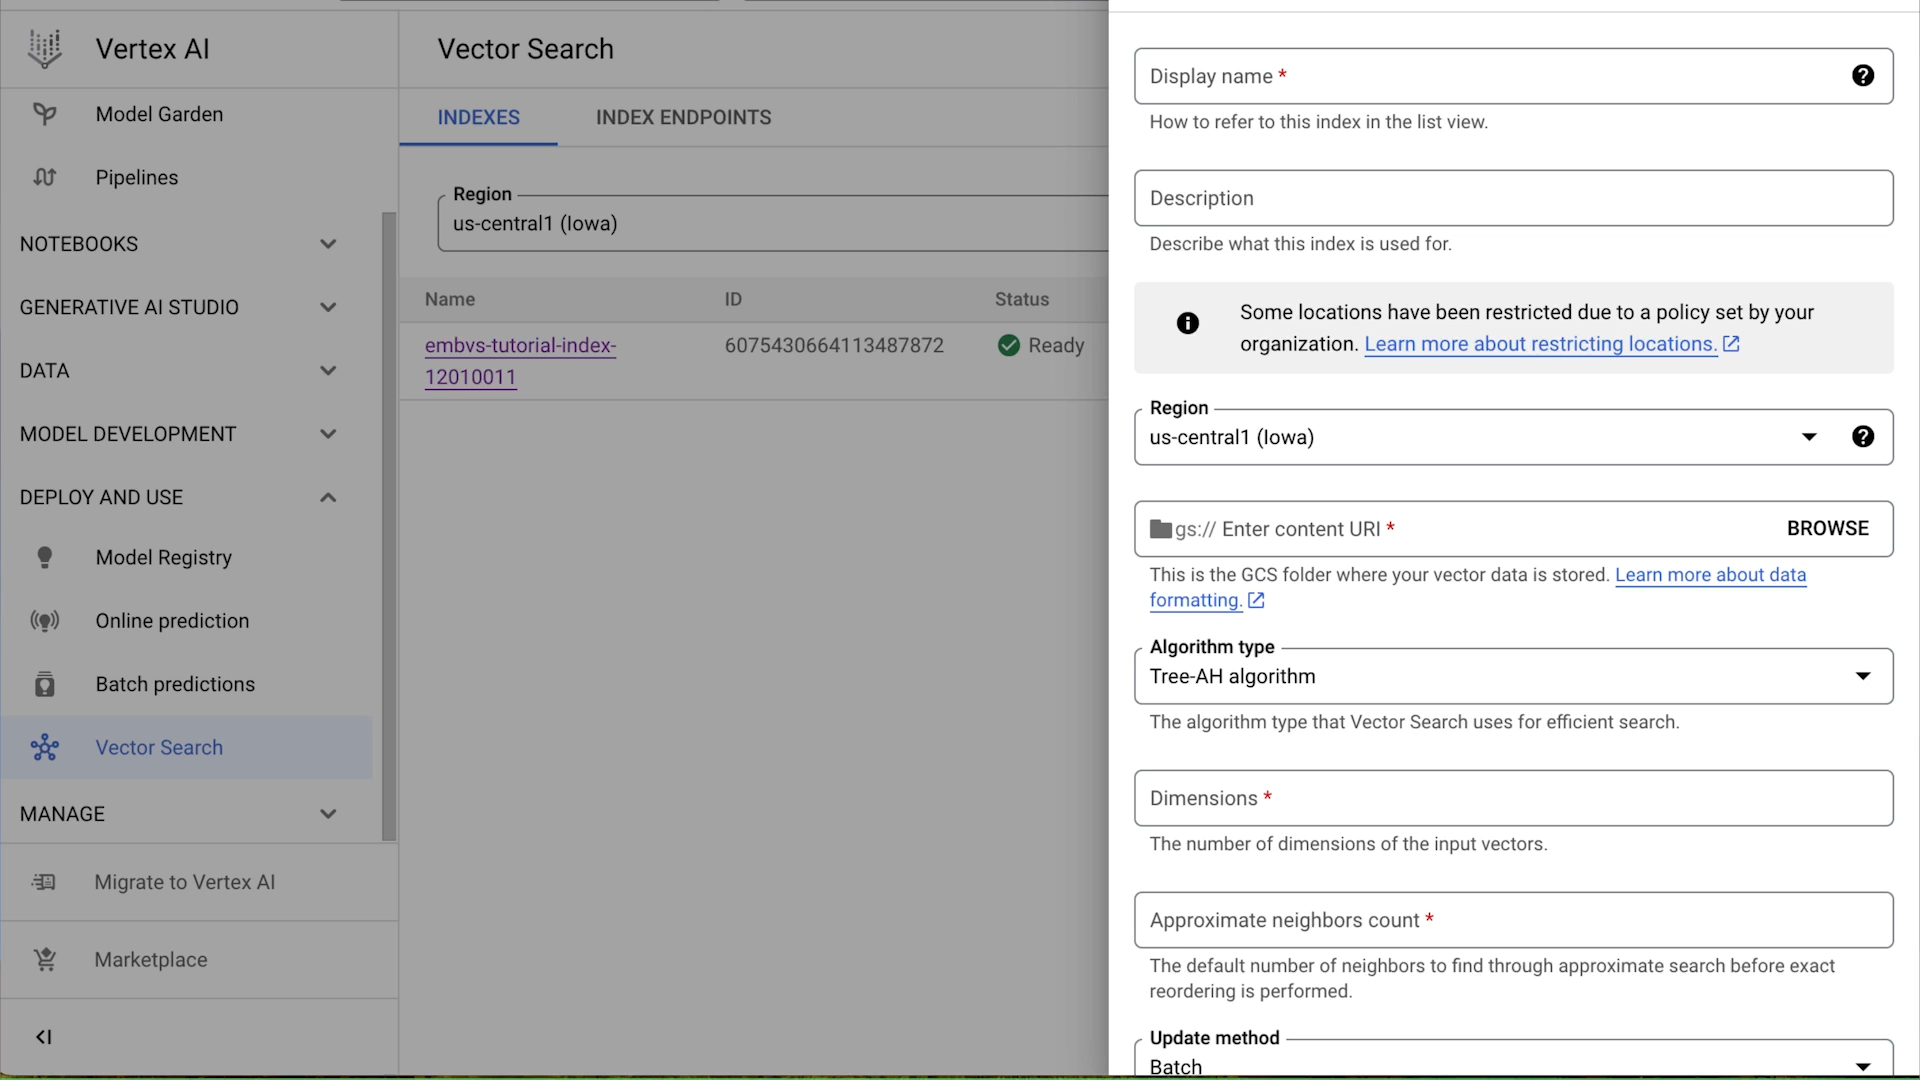 Vertex AI
Model Garden
Pipelines
NOTEBOOKS
GENERATIVE AI STUDIO
DATA
MODEL DEVELOPMENT
DEPLOY AND USE
Model Registry
Online prediction
Batch predictions
Vector Search
MANAGE
Migrate to Vertex AI
Marketplace
Vector Search
INDEXES INDEX ENDPOINTS
Region
us-central1 (Iowa)
Name ID Status
embvs-tutorial-index- 6075430664113487872 Ready
12010011
Display name *
How to refer to this index in the list view.
Description
Describe what this index is used for.
Some locations have been restricted due to a policy set by your
organization. Learn more about restricting locations.
Region
us-central1 (Iowa)
gs:// Enter content URI * BROWSE
This is the GCS folder where your vector data is stored. Learn more about data
formatting.
Algorithm type
Tree-AH algorithm
The algorithm type that Vector Search uses for efficient search.
Dimensions *
The number of dimensions of the input vectors.
Approximate neighbors count *
The default number of neighbors to find through approximate search before exact
reordering is performed.
Update method
Batch